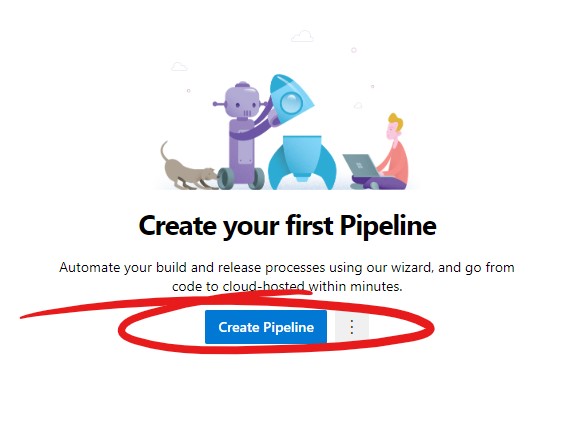 Create your first Pipeline
Automate your build and release processes using our wizard, and go from
code to cloud-hosted within minutes.
Create Pipeline